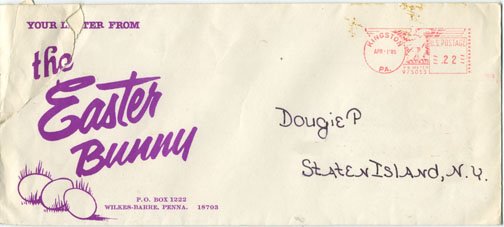 YOUR LETTER FROM
the
Easter
Bunny
P.O. BOX 1222
WILKES-BARRE, PENNA. 18703
KINGSTON
APR-1'85
PA.
U.S. POSTAGE
.22
DougieP
STATEN ISLAND, N.Y.